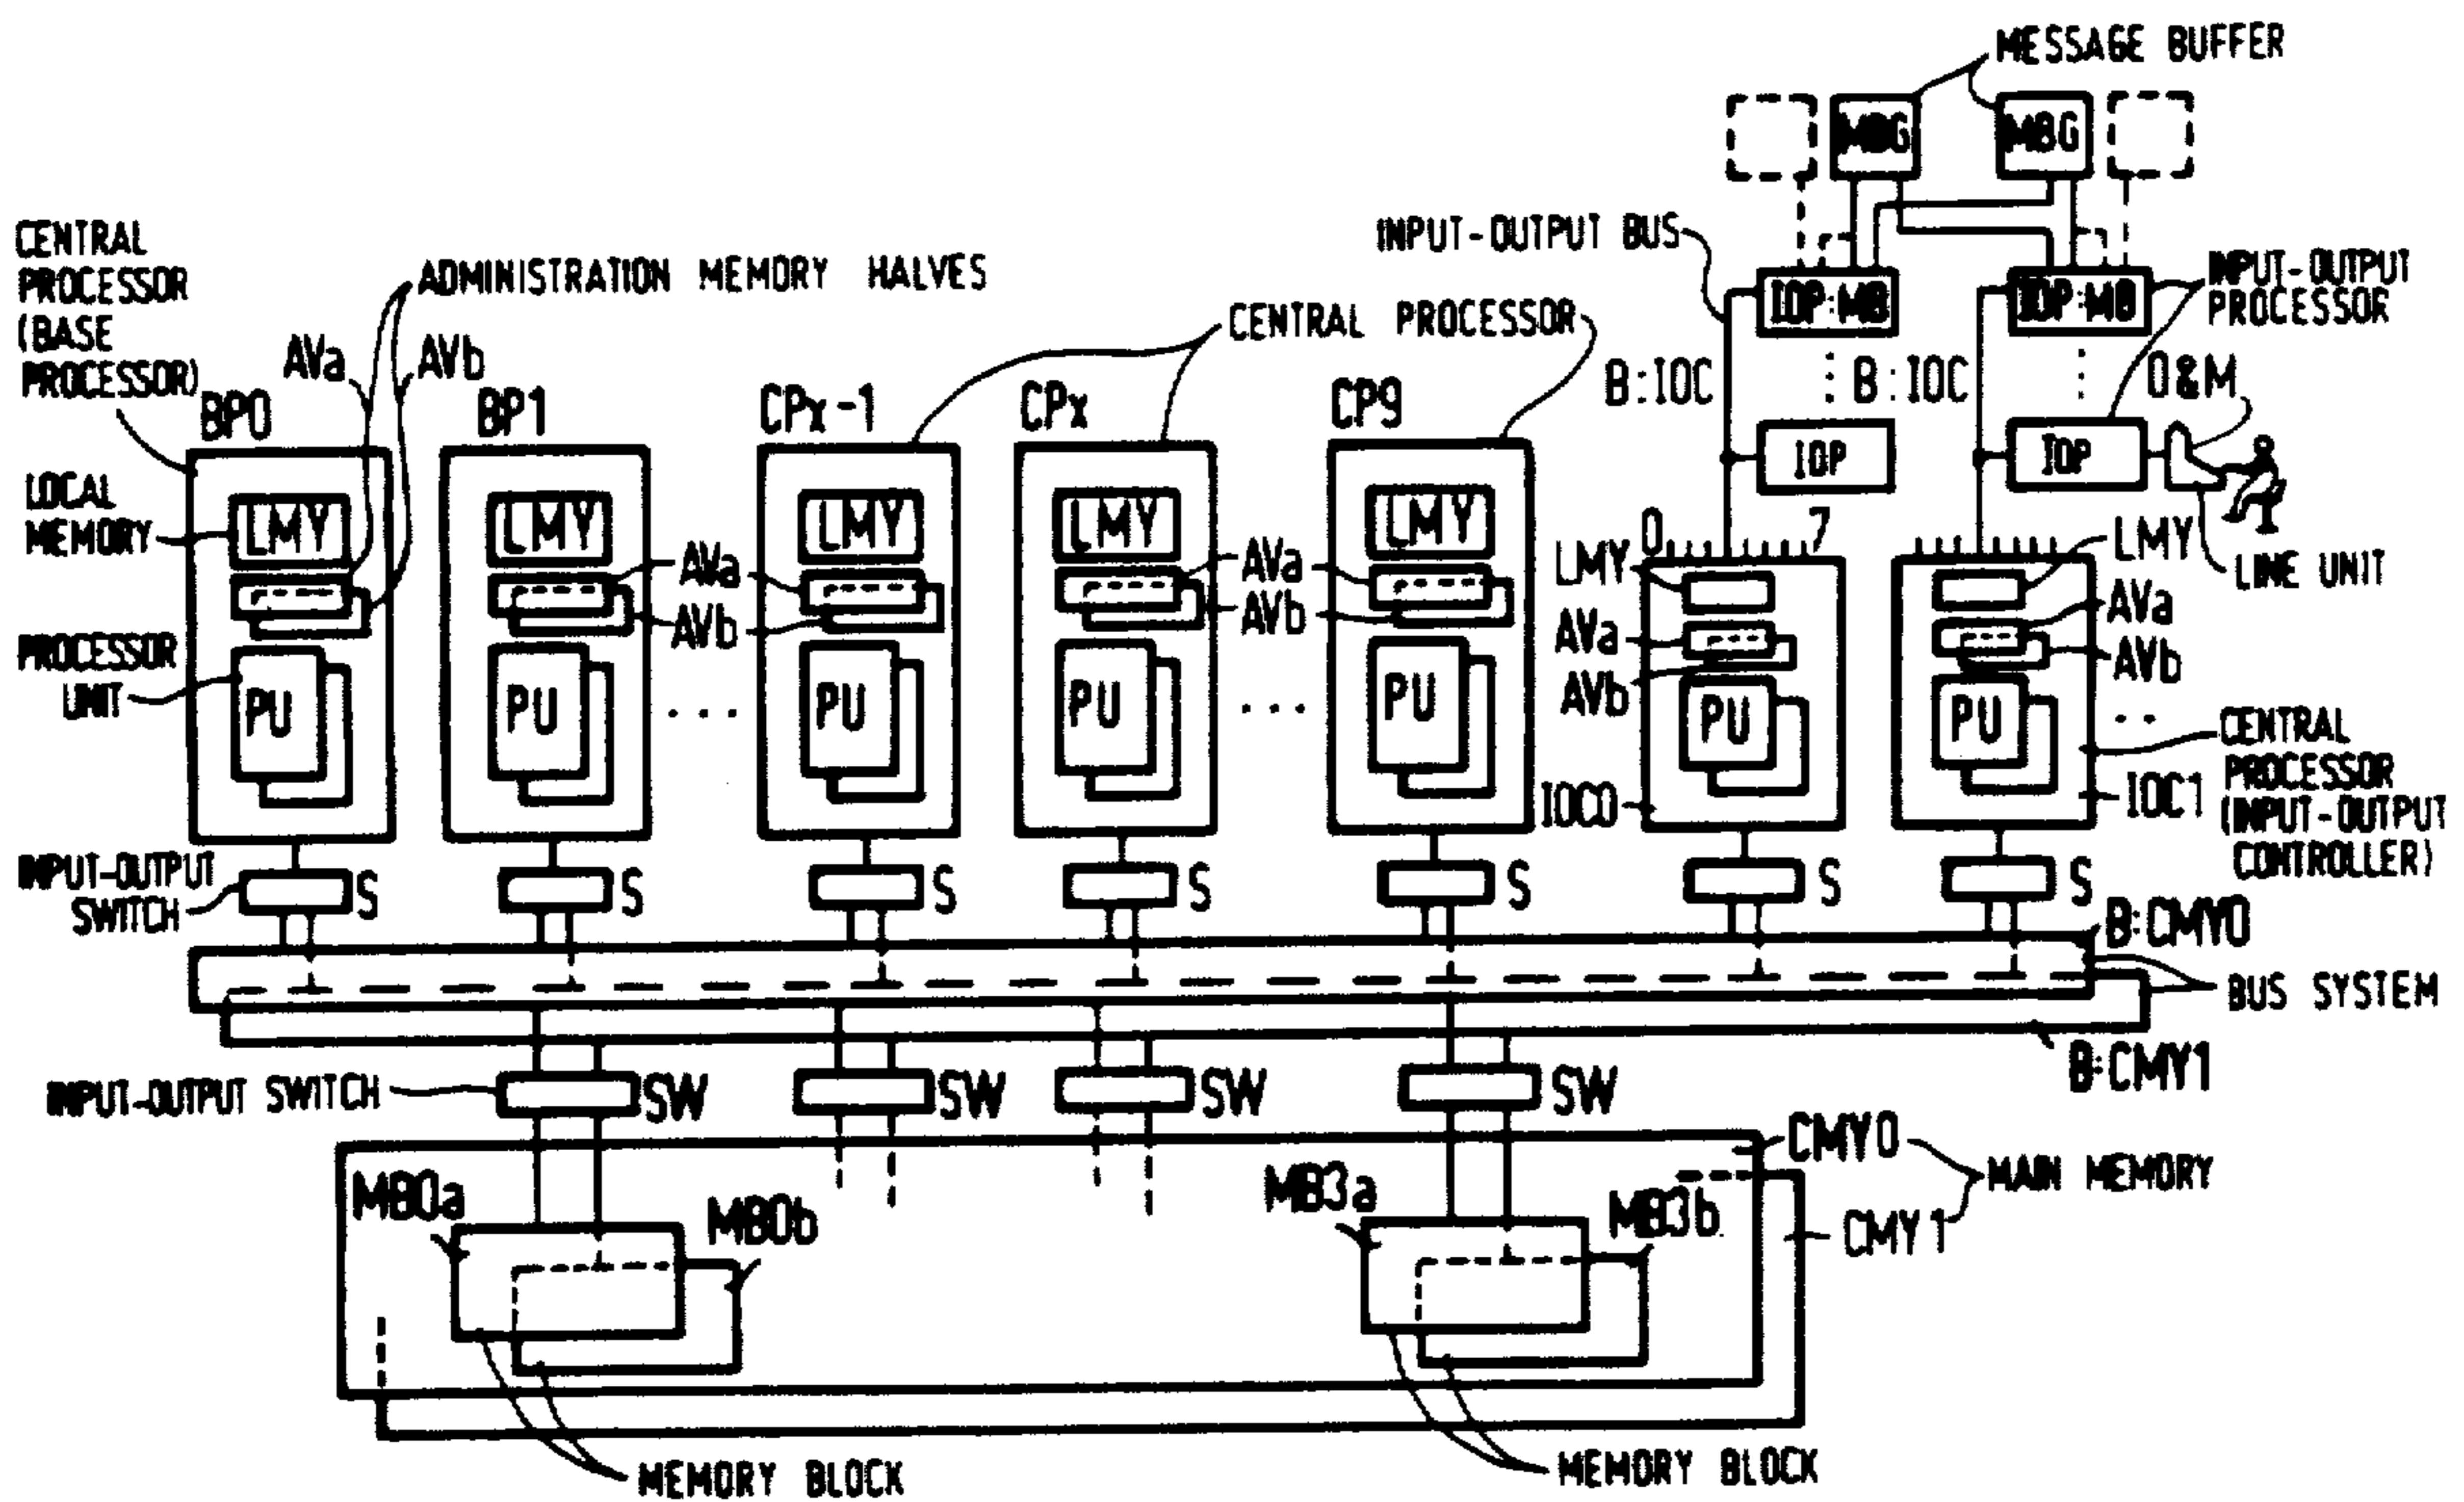 MESSAGE BUFFER
MBG
MBG
INPUT-OUTPUT BUS
CENTRAL
PROCESSOR
(BASE
PROCESSOR)
ADMINISTRATION MEMORY HALVES
AVa
AVb
CENTRAL PROCESSOR
IOP:MB
IOP:MB
INPUT-OUTPUT
PROCESSOR
B:IOC
B:IOC
O&M
BP0
BP1
CPx-1
CPx
CP9
IOP
IOP
LOCAL
MEMORY
LMY
LMY
LMY
LMY
LMY
0
7
LMY
LMY
LINE UNIT
AVa
AVb
AVa
AVb
AVa
AVb
AVa
AVb
PROCESSOR
UNIT
PU
PU
...
PU
PU
...
PU
PU
PU
..
IOC0
IOC1
CENTRAL
PROCESSOR
(INPUT-OUTPUT
CONTROLLER)
INPUT-OUTPUT
SWITCH
S
S
S
S
S
S
S
B:CMY0
BUS SYSTEM
B:CMY1
INPUT-OUTPUT SWITCH
SW
SW
SW
SW
CMY0
MAIN MEMORY
CMY1
MB0a
MB0b
MB3a
MB3b
MEMORY BLOCK
MEMORY BLOCK